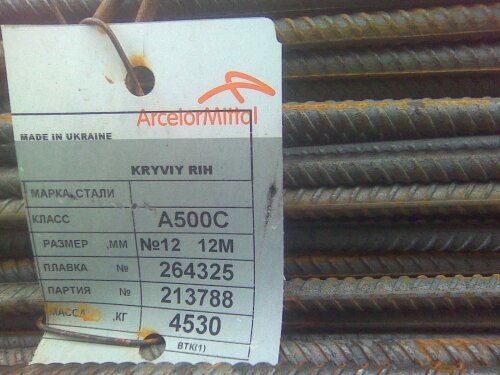 ArcelorMittal
MADE IN UKRAINE
KRYVIY RIH
МАРКА СТАЛИ
КЛАСС A500C
РАЗМЕР ,ММ №12 12М
ПЛАВКА № 264325
ПАРТИЯ № 213788
МАССА ,КГ 4530
ВТК(1)